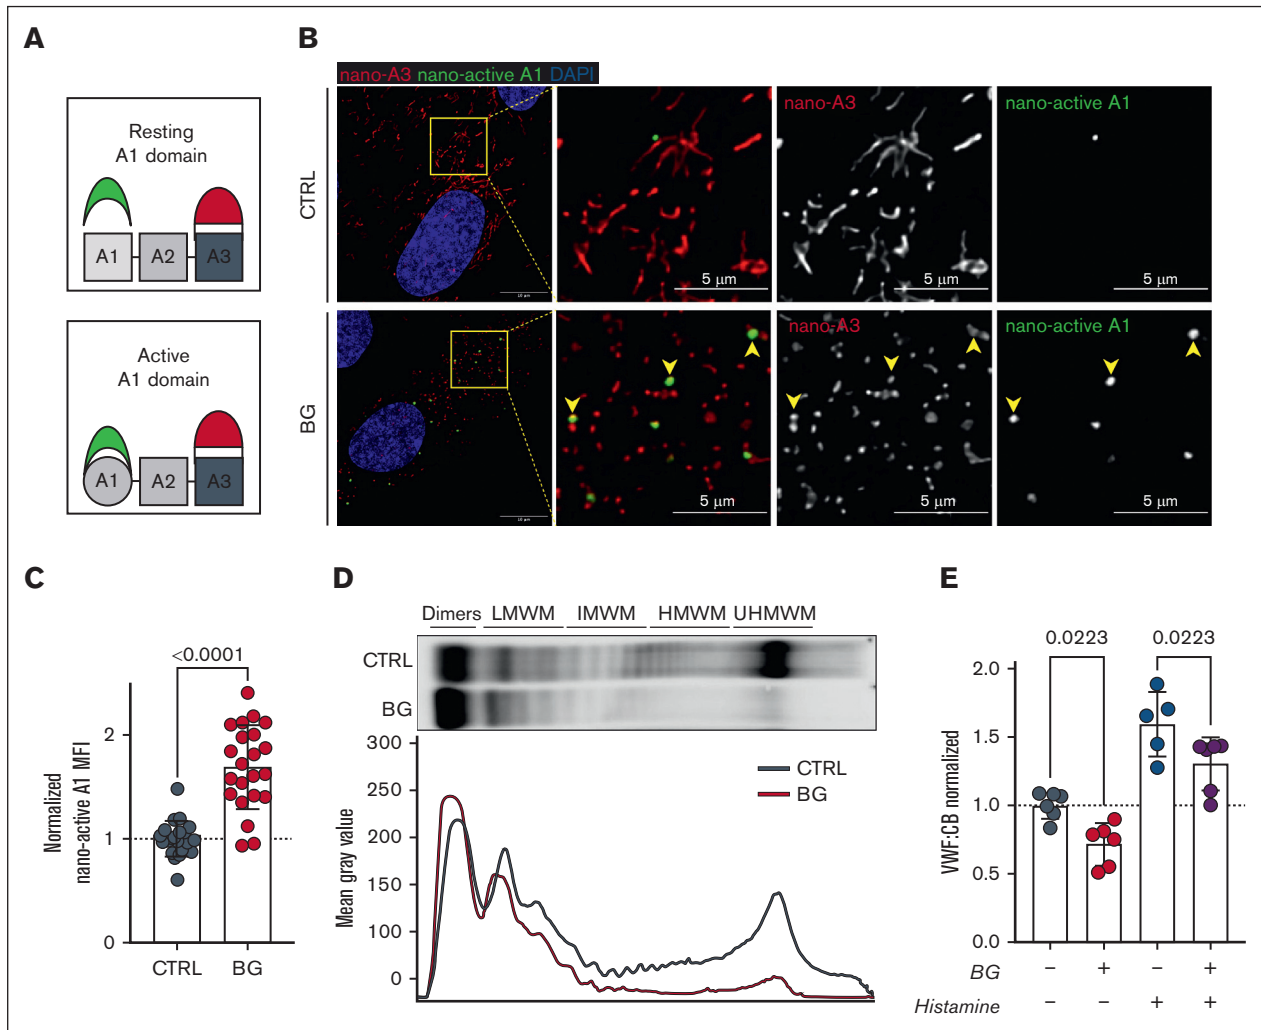 A
B
nano-A3 nano-active A1 DAPI
Resting
A1 domain
A1
A2
A3
Active
A1 domain
A1
A2
A3
CTRL
nano-A3
nano-active A1
10 µm
5 µm
5 µm
5 µm
BG
nano-A3
nano-active A1
10 µm
5 µm
5 µm
5 µm
C
<0.0001
Normalized
nano-active A1 MFI
2
1
0
CTRL
BG
D
Dimers LMWM IMWM HMWM UHMWM
CTRL
BG
Mean gray value
300
250
200
150
100
0
CTRL
BG
E
0.0223
0.0223
VWF:CB normalized
2.0
1.5
1.0
0.5
0.0
BG − + − +
Histamine − − + +